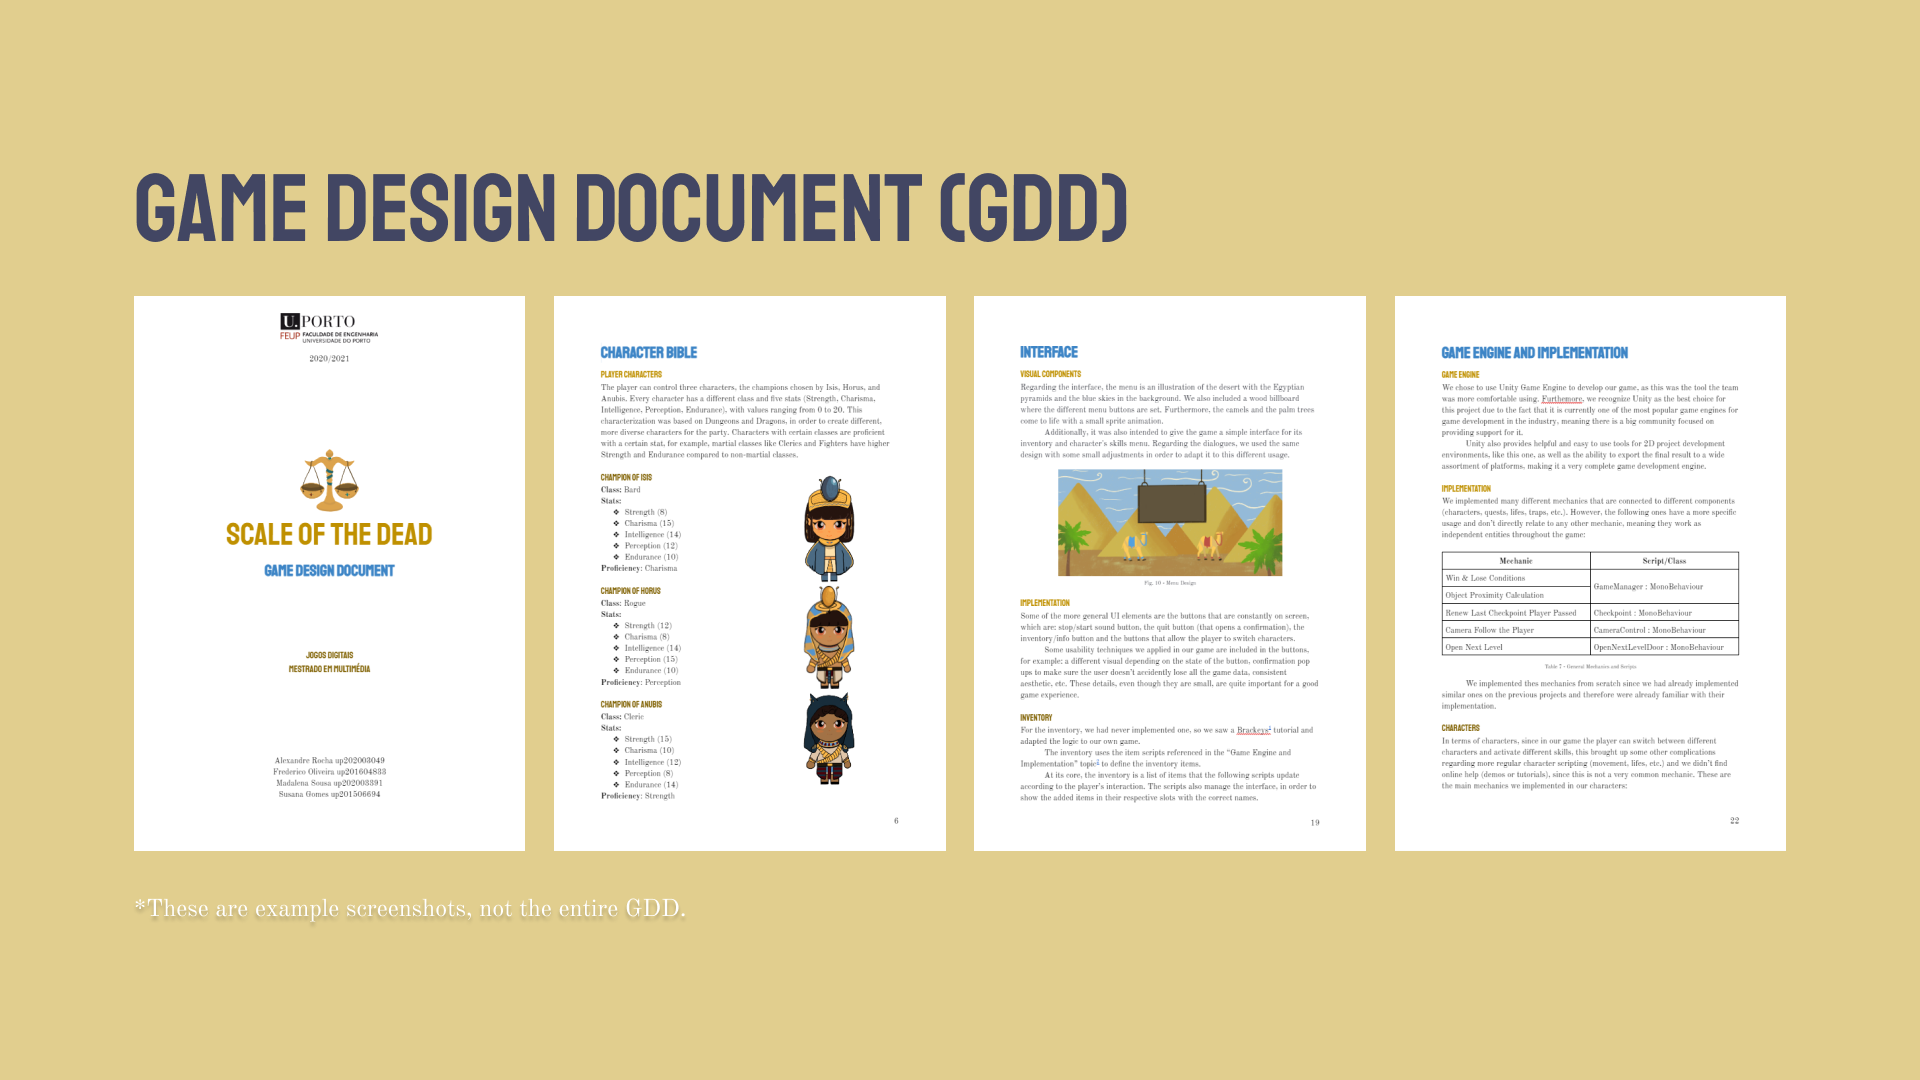 GAME DESIGN DOCUMENT (GDD)
U.PORTO
FEUP FACULDADE DE ENGENHARIA
UNIVERSIDADE DO PORTO
2020/2021
SCALE OF THE DEAD
GAME DESIGN DOCUMENT
JOGOS DIGITAIS
MESTRADO EM MULTIMÉDIA
Alexandre Rocha up202003049
Frederico Oliveira up201604833
Madalena Sousa up202003391
Susana Gomes up201506694
CHARACTER BIBLE
PLAYER CHARACTERS
The player can control three characters, the champions chosen by Isis, Horus, and
Anubis. Every character has a different class and five stats (Strength, Charisma,
Intelligence, Perception, Endurance), with values ranging from 0 to 20. This
characterization was based on Dungeons and Dragons, in order to create different,
more diverse characters for the party. Characters with certain classes are proficient
with a certain stat, for example, martial classes like Clerics and Fighters have higher
Strength and Endurance compared to non-martial classes.
CHAMPION OF ISIS
Class: Bard
Stats:
❖ Strength (8)
❖ Charisma (15)
❖ Intelligence (14)
❖ Perception (12)
❖ Endurance (10)
Proficiency: Charisma
CHAMPION OF HORUS
Class: Rogue
Stats:
❖ Strength (12)
❖ Charisma (8)
❖ Intelligence (14)
❖ Perception (15)
❖ Endurance (10)
Proficiency: Perception
CHAMPION OF ANUBIS
Class: Cleric
Stats:
❖ Strength (15)
❖ Charisma (10)
❖ Intelligence (12)
❖ Perception (8)
❖ Endurance (14)
Proficiency: Strength
6
INTERFACE
VISUAL COMPONENTS
Regarding the interface, the menu is an illustration of the desert with the Egyptian
pyramids and the blue skies in the background. We also included a wood billboard
where the different menu buttons are set. Furthermore, the camels and the palm trees
come to life with a small sprite animation.
Additionally, it was also intended to give the game a simple interface for its
inventory and character's skills menu. Regarding the dialogues, we used the same
design with some small adjustments in order to adapt it to this different usage.
Fig. 10 - Menu Design
IMPLEMENTATION
Some of the more general UI elements are the buttons that are constantly on screen,
which are: stop/start sound button, the quit button (that opens a confirmation), the
inventory/info button and the buttons that allow the player to switch characters.
Some usability techniques we applied in our game are included in the buttons,
for example: a different visual depending on the state of the button, confirmation pop
ups to make sure the user doesn't accidently lose all the game data, consistent
aesthetic, etc. These details, even though they are small, are quite important for a good
game experience.
INVENTORY
For the inventory, we had never implemented one, so we saw a Brackeys tutorial and
adapted the logic to our own game.
The inventory uses the item scripts referenced in the "Game Engine and
Implementation" topic to define the inventory items.
At its core, the inventory is a list of items that the following scripts update
according to the player's interaction. The scripts also manage the interface, in order to
show the added items in their respective slots with the correct names.
19
GAME ENGINE AND IMPLEMENTATION
GAME ENGINE
We chose to use Unity Game Engine to develop our game, as this was the tool the team
was more comfortable using. Furthemore, we recognize Unity as the best choice for
this project due to the fact that it is currently one of the most popular game engines for
game development in the industry, meaning there is a big community focused on
providing support for it.
Unity also provides helpful and easy to use tools for 2D project development
environments, like this one, as well as the ability to export the final result to a wide
assortment of platforms, making it a very complete game development engine.
IMPLEMENTATION
We implemented many different mechanics that are connected to different components
(characters, quests, lifes, traps, etc.). However, the following ones have a more specific
usage and don't directly relate to any other mechanic, meaning they work as
independent entities throughout the game:
Mechanic Script/Class
Win & Lose Conditions GameManager : MonoBehaviour
Object Proximity Calculation
Renew Last Checkpoint Player Passed Checkpoint : MonoBehaviour
Camera Follow the Player CameraControl : MonoBehaviour
Open Next Level OpenNextLevelDoor : MonoBehaviour
Table 7 - General Mechanics and Scripts
We implemented thes mechanics from scratch since we had already implemented
similar ones on the previous projects and therefore were already familiar with their
implementation.
CHARACTERS
In terms of characters, since in our game the player can switch between different
characters and activate different skills, this brought up some other complications
regarding more regular character scripting (movement, lifes, etc.) and we didn't find
online help (demos or tutorials), since this is not a very common mechanic. These are
the main mechanics we implemented in our characters:
22
*These are example screenshots, not the entire GDD.